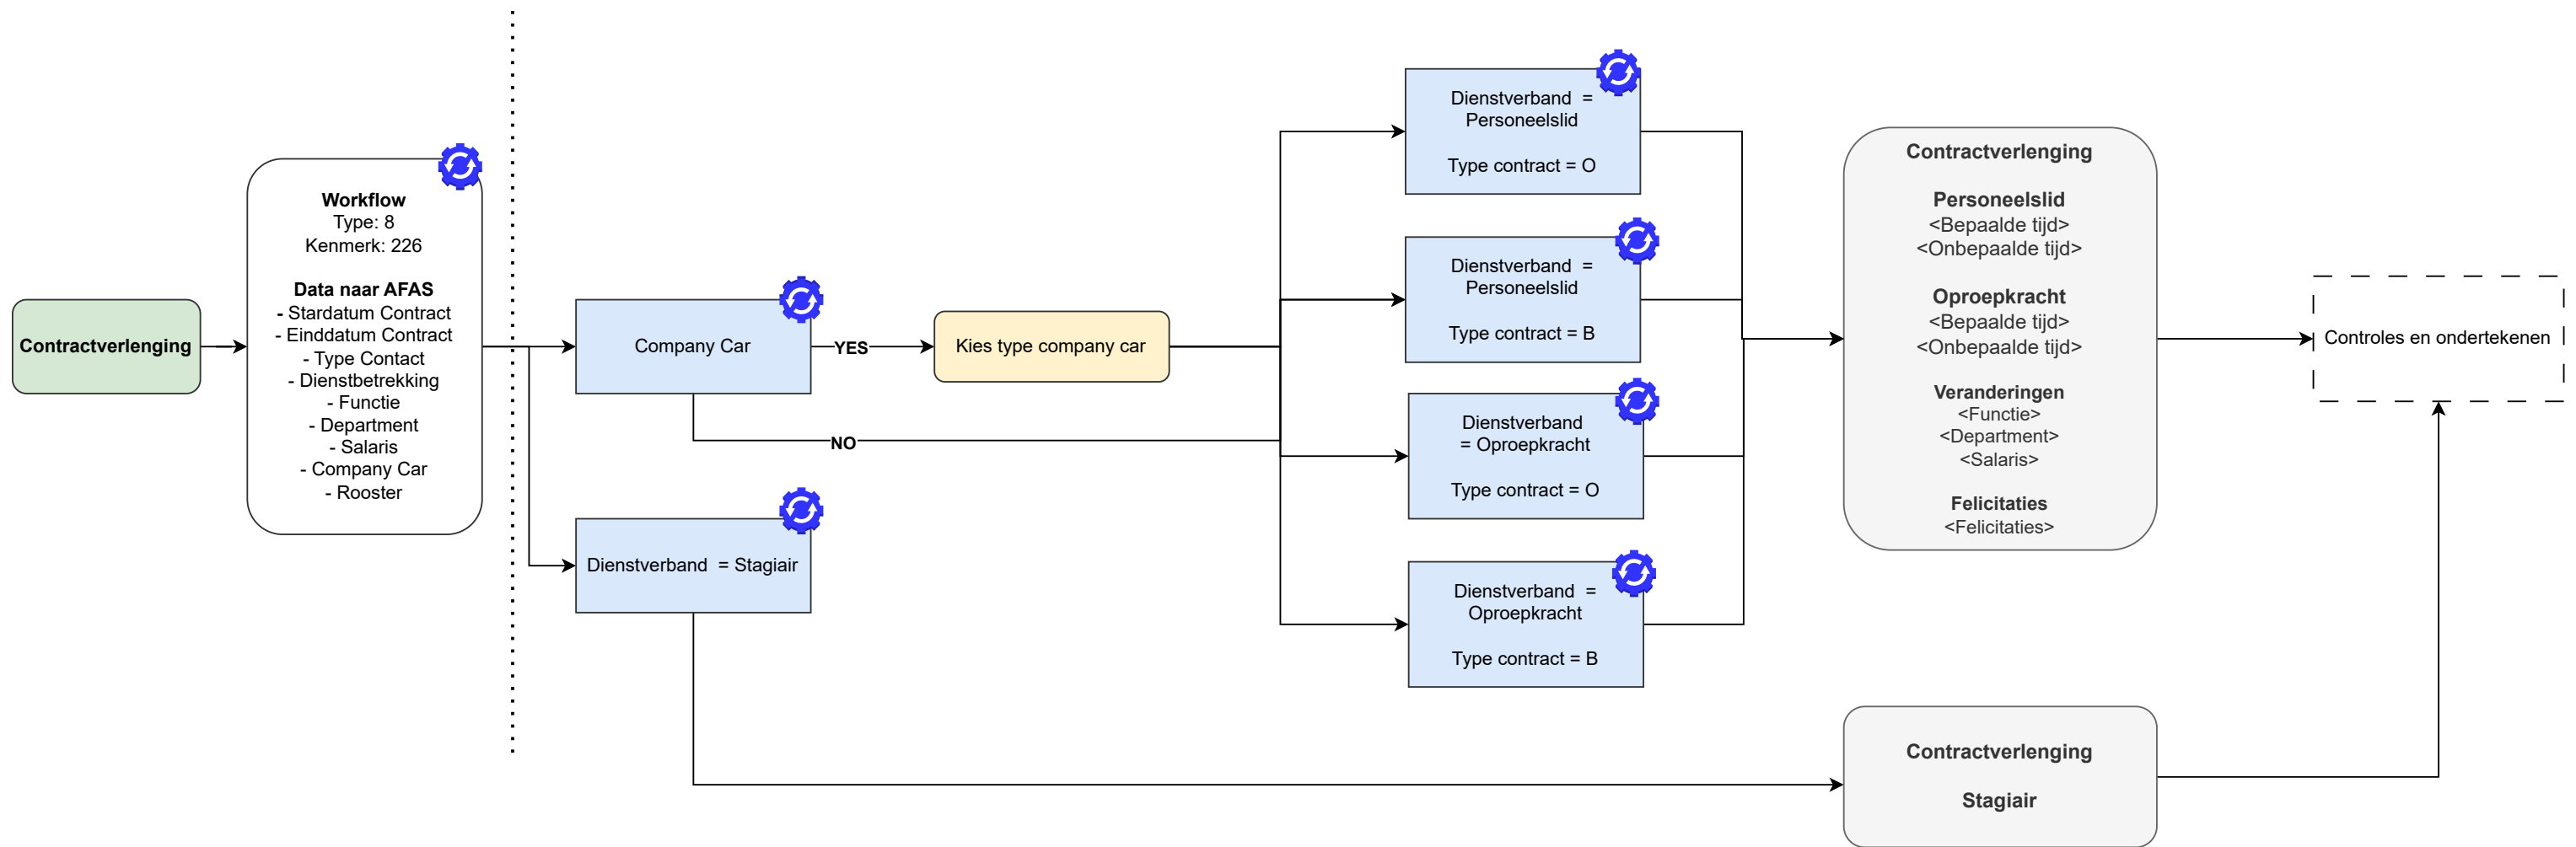 Contractverlenging
Workflow
Type: 8
Kenmerk: 226
Data naar AFAS
- Stardatum Contract
- Einddatum Contract
- Type Contact
- Dienstbetrekking
- Functie
- Department
- Salaris
- Company Car
- Rooster
Company Car
YES
NO
Kies type company car
Dienstverband = Stagiair
Dienstverband =
Personeelslid
Type contract = O
Dienstverband =
Personeelslid
Type contract = B
Dienstverband
= Oproepkracht
Type contract = O
Dienstverband =
Oproepkracht
Type contract = B
Contractverlenging
Personeelslid
<Bepaalde tijd>
<Onbepaalde tijd>
Oproepkracht
<Bepaalde tijd>
<Onbepaalde tijd>
Veranderingen
<Functie>
<Department>
<Salaris>
Felicitaties
<Felicitaties>
Contractverlenging
Stagiair
Controles en ondertekenen